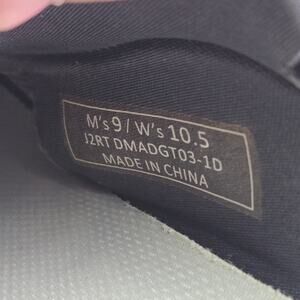 M's 9 / W's 10.5
J2RT DMADGT03-1D
MADE IN CHINA